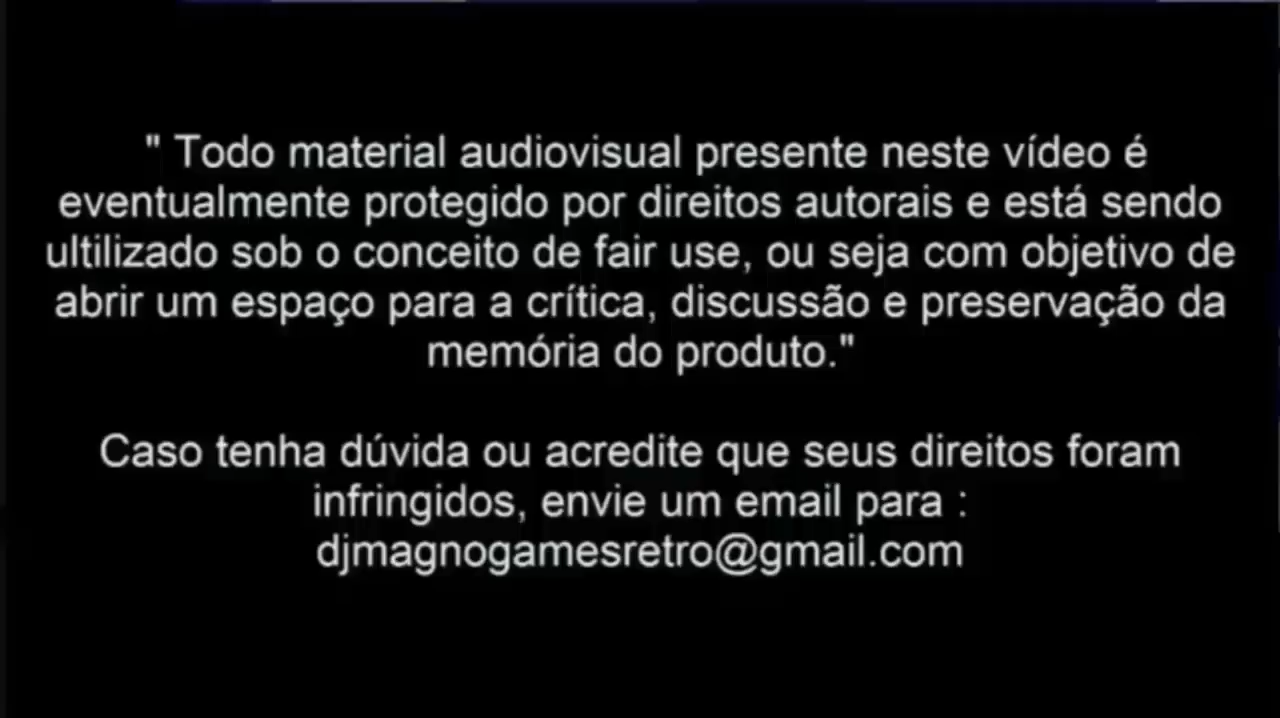 " Todo material audiovisual presente neste vídeo é
eventualmente protegido por direitos autorais e está sendo
ultilizado sob o conceito de fair use, ou seja com objetivo de
abrir um espaço para a crítica, discussão e preservação da
memória do produto."
Caso tenha dúvida ou acredite que seus direitos foram
infringidos, envie um email para :
djmagnogamesretro@gmail.com